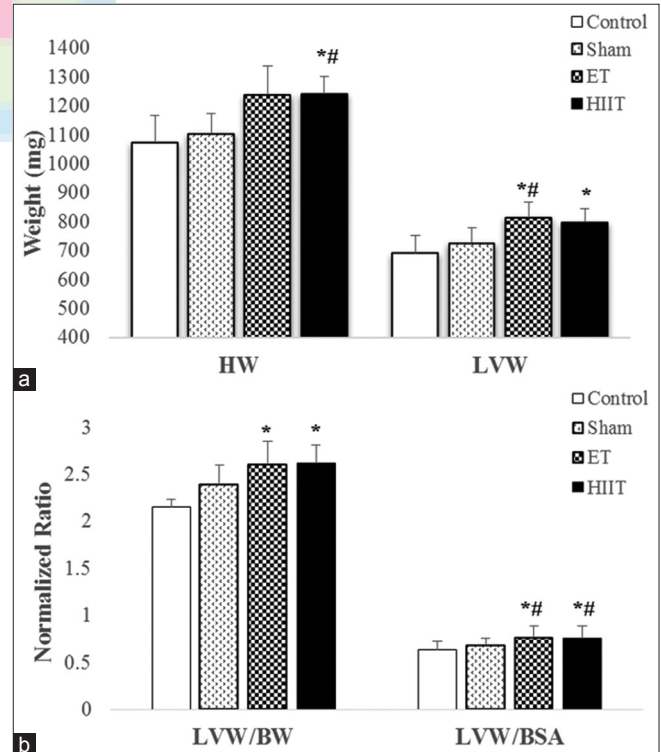 Control
Sham
ET
HIIT
1400
1300
1200
1100
1000
900
800
700
600
500
400
Weight (mg)
*#
*#
*
HW LVW
a
Control
Sham
ET
HIIT
3
2.5
2
1.5
1
0.5
0
Normalized Ratio
* *
*# *#
LVW/BW LVW/BSA
b